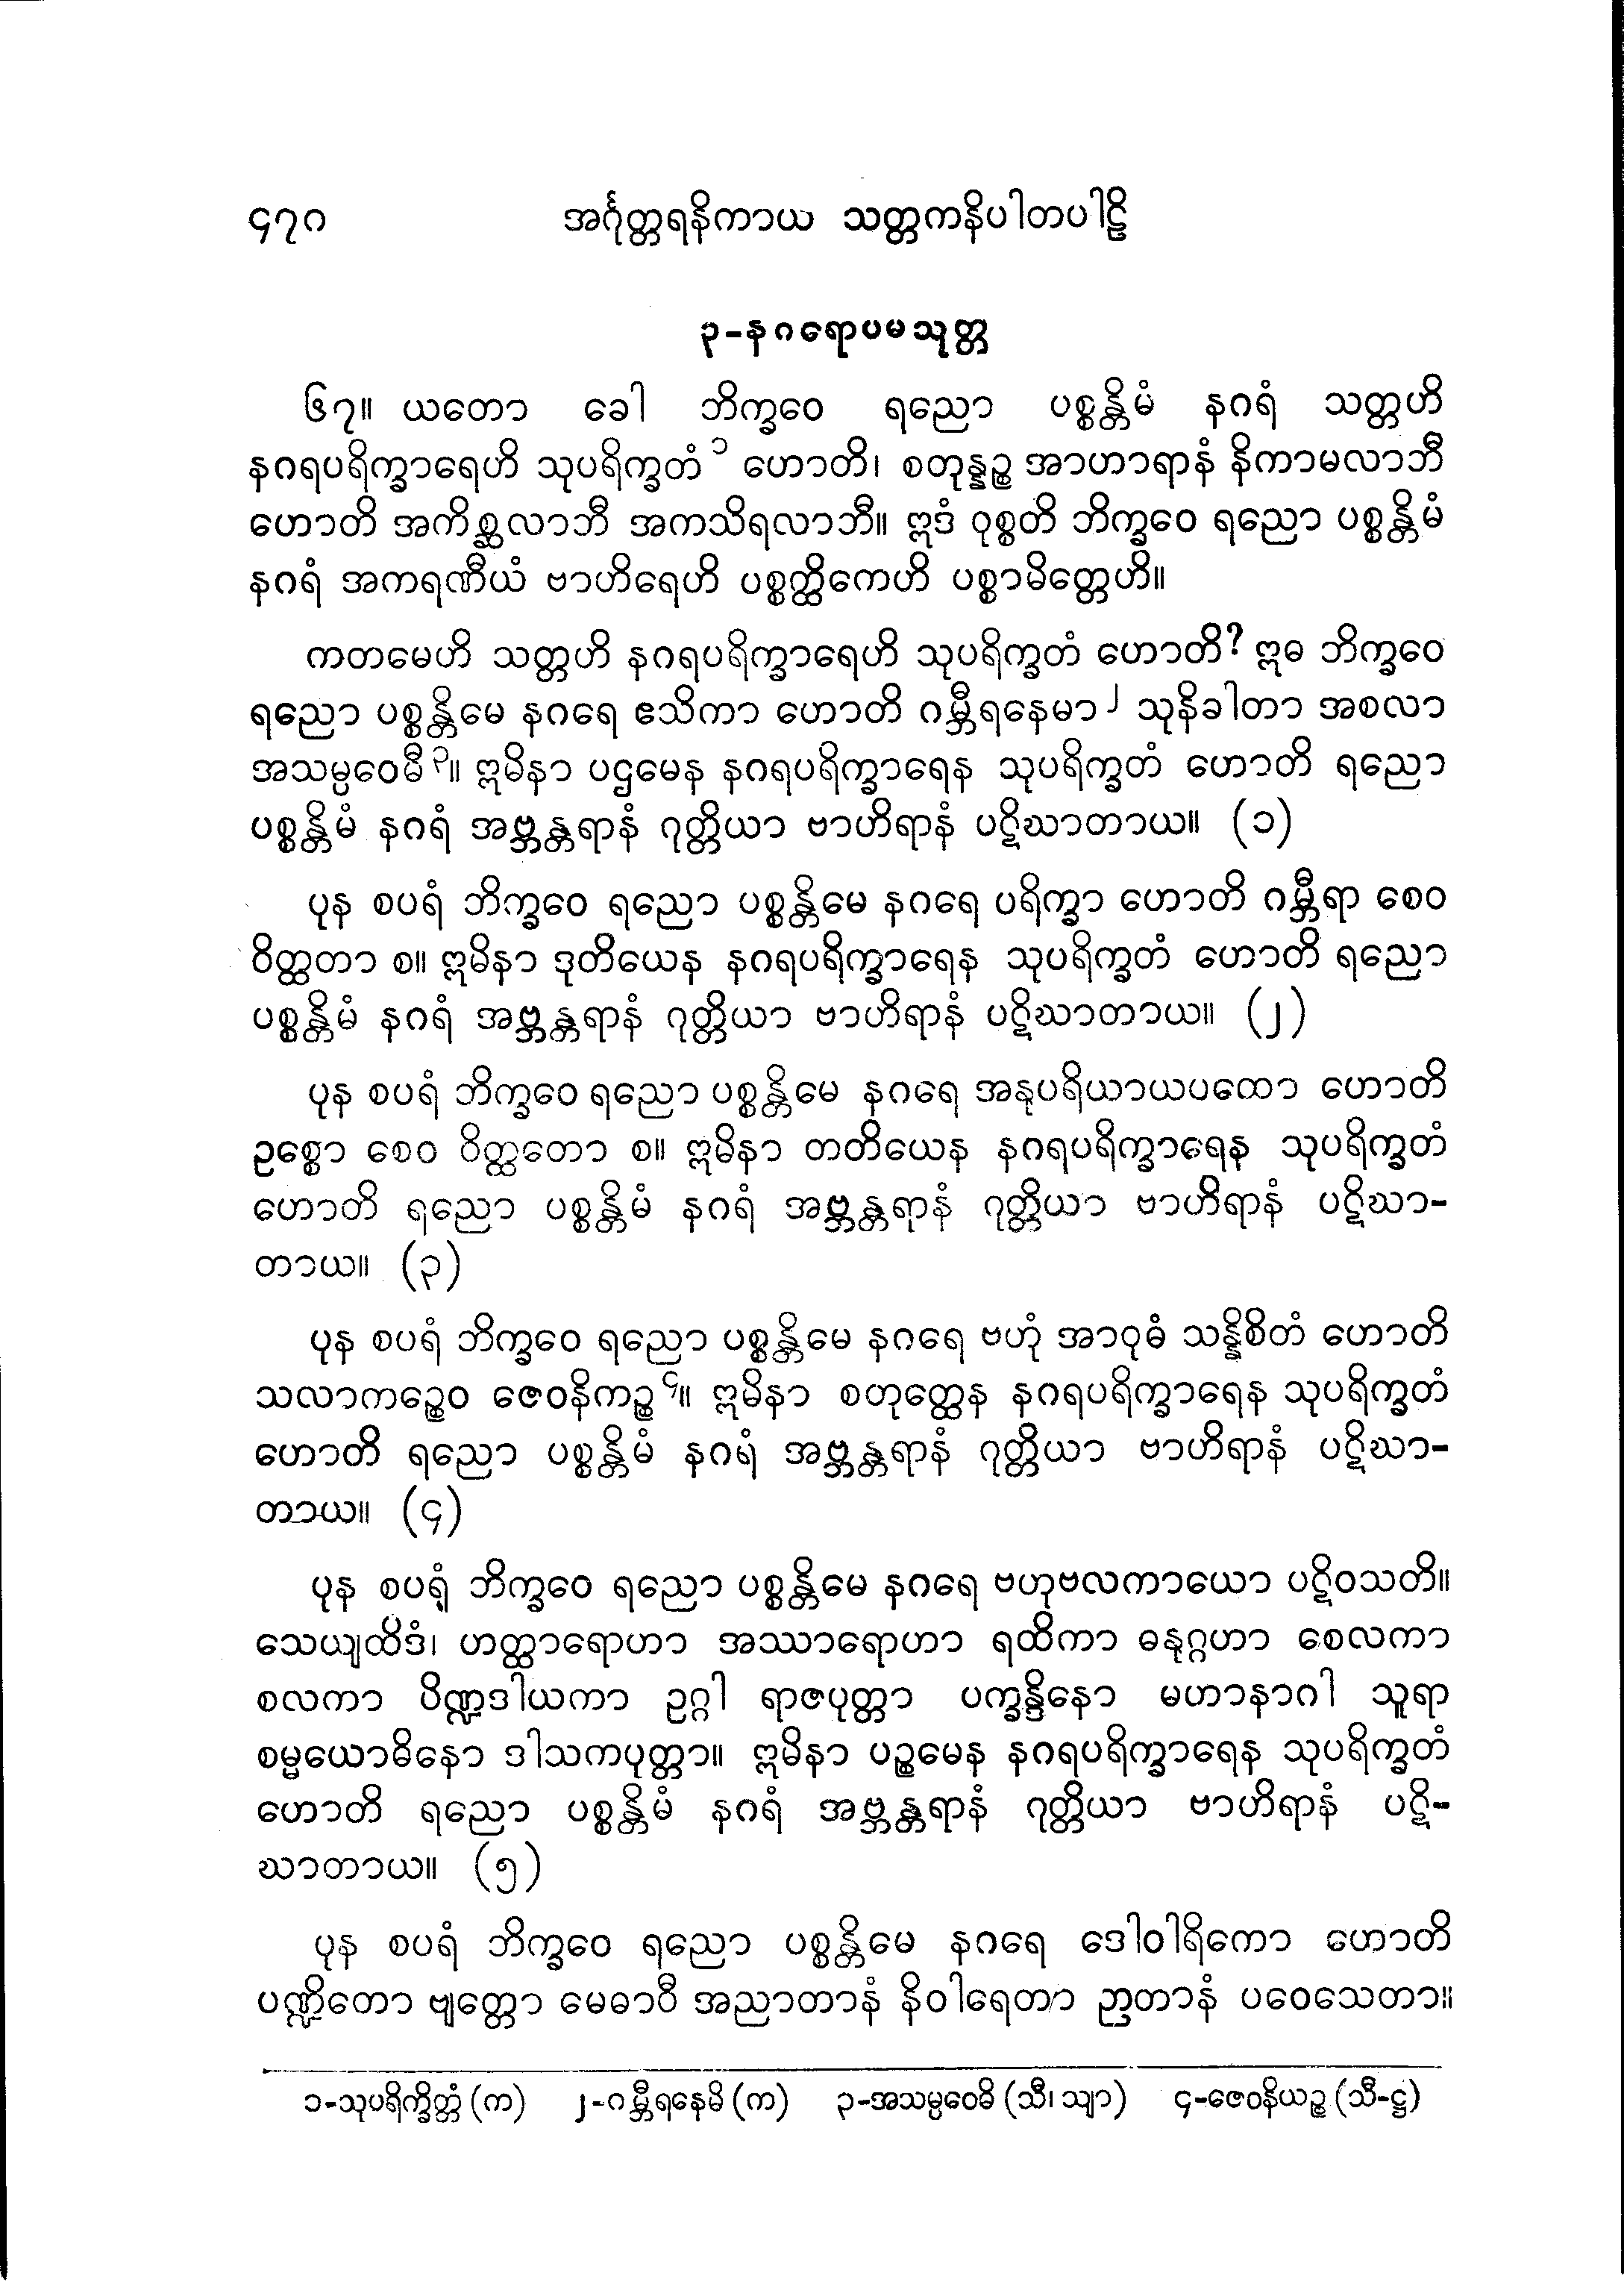 ၄၇၀ အင်္ဂုတ္တရနိကာယ သတ္တကနိပါတပါဠိ
၃-နဂရောပမသုတ္တ
၆၇။ ယတော ခေါ ဘိက္ခဝေ ရညော ပစ္စန္တိမံ နဂရံ သတ္တဟိ
နဂရပရိက္ခာရေဟိ သုပရိက္ခတံ ၁ ဟောတိ၊ စတုန္နဉ္စ အာဟာရာနံ နိကာမလာဘီ
ဟောတိ အကိစ္ဆလာဘီ အကသိရလာဘီ။ ဣဒံ ဝုစ္စတိ ဘိက္ခဝေ ရညော ပစ္စန္တိမံ
နဂရံ အကရဏီယံ ဗာဟိရေဟိ ပစ္စတ္ထိကေဟိ ပစ္စာမိတ္တေဟိ။
ကတမေဟိ သတ္တဟိ နဂရပရိက္ခာရေဟိ သုပရိက္ခတံ ဟောတိ? ဣဓ ဘိက္ခဝေ
ရညော ပစ္စန္တိမေ နဂရေ ဧသိကာ ဟောတိ ဂမ္ဘီရနေမာ ၂ သုနိခါတာ အစလာ
အသမ္ပဝေဓီ ၃။ ဣမိနာ ပဌမေန နဂရပရိက္ခာရေန သုပရိက္ခတံ ဟောတိ ရညော
ပစ္စန္တိမံ နဂရံ အဗ္ဘန္တရာနံ ဂုတ္တိယာ ဗာဟိရာနံ ပဋိဃာတာယ။ (၁)
ပုန စပရံ ဘိက္ခဝေ ရညော ပစ္စန္တိမေ နဂရေ ပရိက္ခာ ဟောတိ ဂမ္ဘီရာ စေဝ
ဝိတ္ထတာ စ။ ဣမိနာ ဒုတိယေန နဂရပရိက္ခာရေန သုပရိက္ခတံ ဟောတိ ရညော
ပစ္စန္တိမံ နဂရံ အဗ္ဘန္တရာနံ ဂုတ္တိယာ ဗာဟိရာနံ ပဋိဃာတာယ။ (၂)
ပုန စပရံ ဘိက္ခဝေ ရညော ပစ္စန္တိမေ နဂရေ အနုပရိယာယပထော ဟောတိ
ဥစ္စော စေဝ ဝိတ္ထတော စ။ ဣမိနာ တတိယေန နဂရပရိက္ခာရေန သုပရိက္ခတံ
ဟောတိ ရညော ပစ္စန္တိမံ နဂရံ အဗ္ဘန္တရာနံ ဂုတ္တိယာ ဗာဟိရာနံ ပဋိဃာ-
တာယ။ (၃)
ပုန စပရံ ဘိက္ခဝေ ရညော ပစ္စန္တိမေ နဂရေ ဗဟုံ အာဝုဓံ သန္နိစိတံ ဟောတိ
သလာကဉ္စေဝ ဇေဝနိကဉ္စ ၄။ ဣမိနာ စတုတ္ထေန နဂရပရိက္ခာရေန သုပရိက္ခတံ
ဟောတိ ရညော ပစ္စန္တိမံ နဂရံ အဗ္ဘန္တရာနံ ဂုတ္တိယာ ဗာဟိရာနံ ပဋိဃာ-
တာယ။ (၄)
ပုန စပရံ ဘိက္ခဝေ ရညော ပစ္စန္တိမေ နဂရေ ဗဟုဗလကာယော ပဋိဝသတိ။
သေယျထိဒံ၊ ဟတ္ထာရောဟာ အဿာရောဟာ ရထိကာ ဓနုဂ္ဂဟာ စေလကာ
စလကာ ပိဏ္ဍဒါယကာ ဥဂ္ဂါ ရာဇပုတ္တာ ပက္ခန္ဒိနော မဟာနာဂါ သူရာ
စမ္မယောဓိနော ဒါသကပုတ္တာ။ ဣမိနာ ပဉ္စမေန နဂရပရိက္ခာရေန သုပရိက္ခတံ
ဟောတိ ရညော ပစ္စန္တိမံ နဂရံ အဗ္ဘန္တရာနံ ဂုတ္တိယာ ဗာဟိရာနံ ပဋိ-
ဃာတာယ။ (၅)
ပုန စပရံ ဘိက္ခဝေ ရညော ပစ္စန္တိမေ နဂရေ ဒေါဝါရိကော ဟောတိ
ပဏ္ဍိတော ဗျတ္တော မေဓာဝီ အညာတာနံ နိဝါရေတာ ဉာတာနံ ပဝေသေတာ။
၁-သုပရိက္ခိတ္တံ (က) ၂-ဂမ္ဘီရနေမိ (က) ၃-အသမ္ပဝေဓိ (သီ၊ သျာ) ၄-ဇေဝနိယဉ္စ (သီ-ဋ္ဌ)